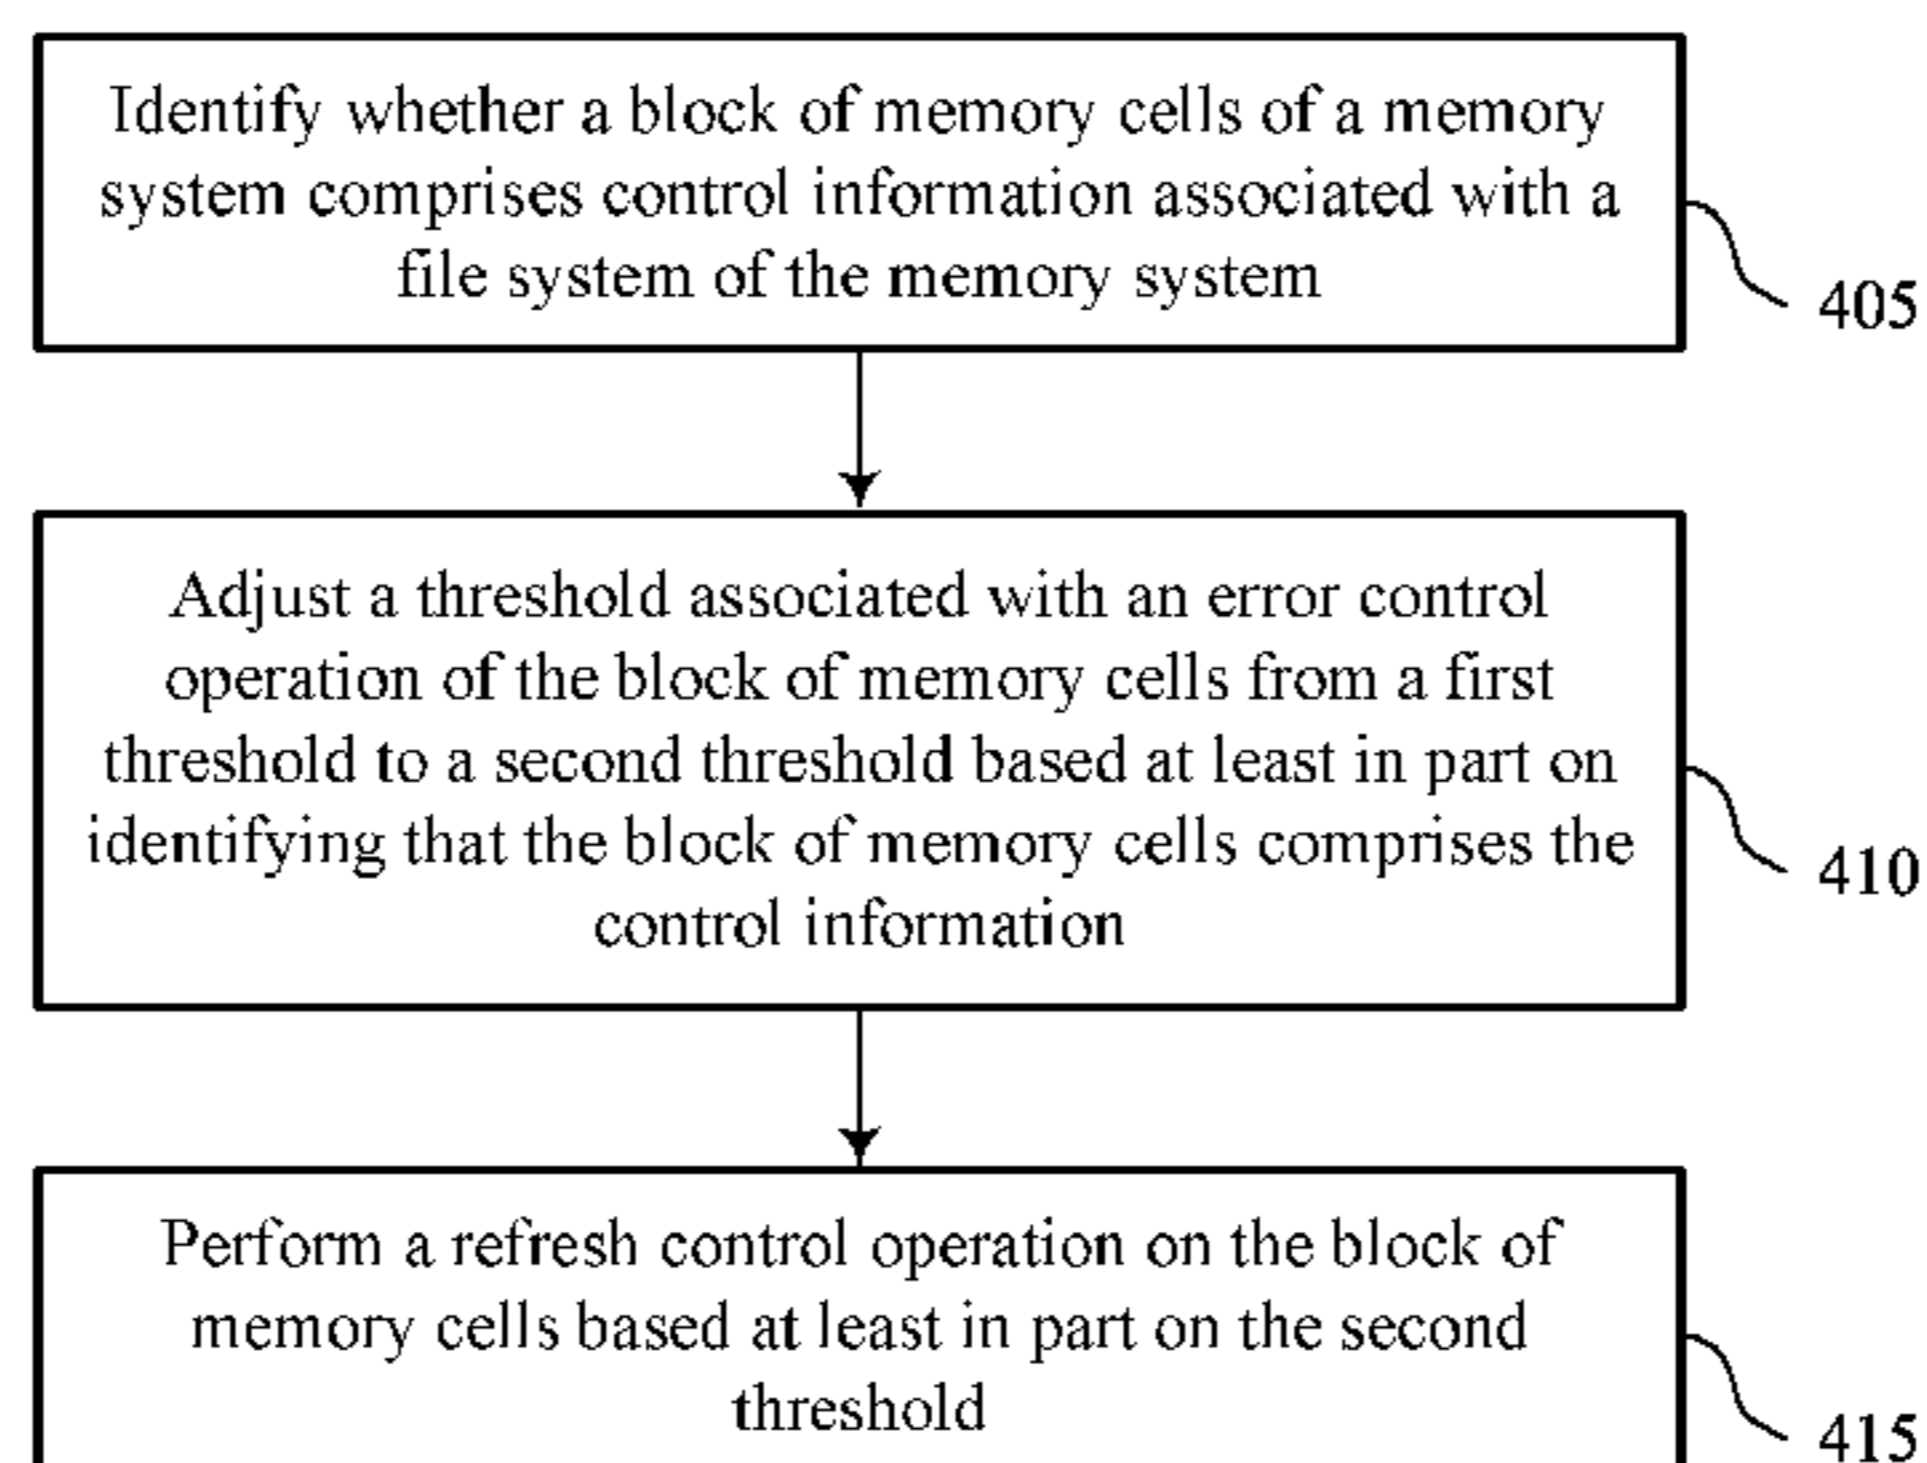 Identify whether a block of memory cells of a memory
system comprises control information associated with a
file system of the memory system
405
Adjust a threshold associated with an error control
operation of the block of memory cells from a first
threshold to a second threshold based at least in part on
identifying that the block of memory cells comprises the
control information
410
Perform a refresh control operation on the block of
memory cells based at least in part on the second
threshold
415